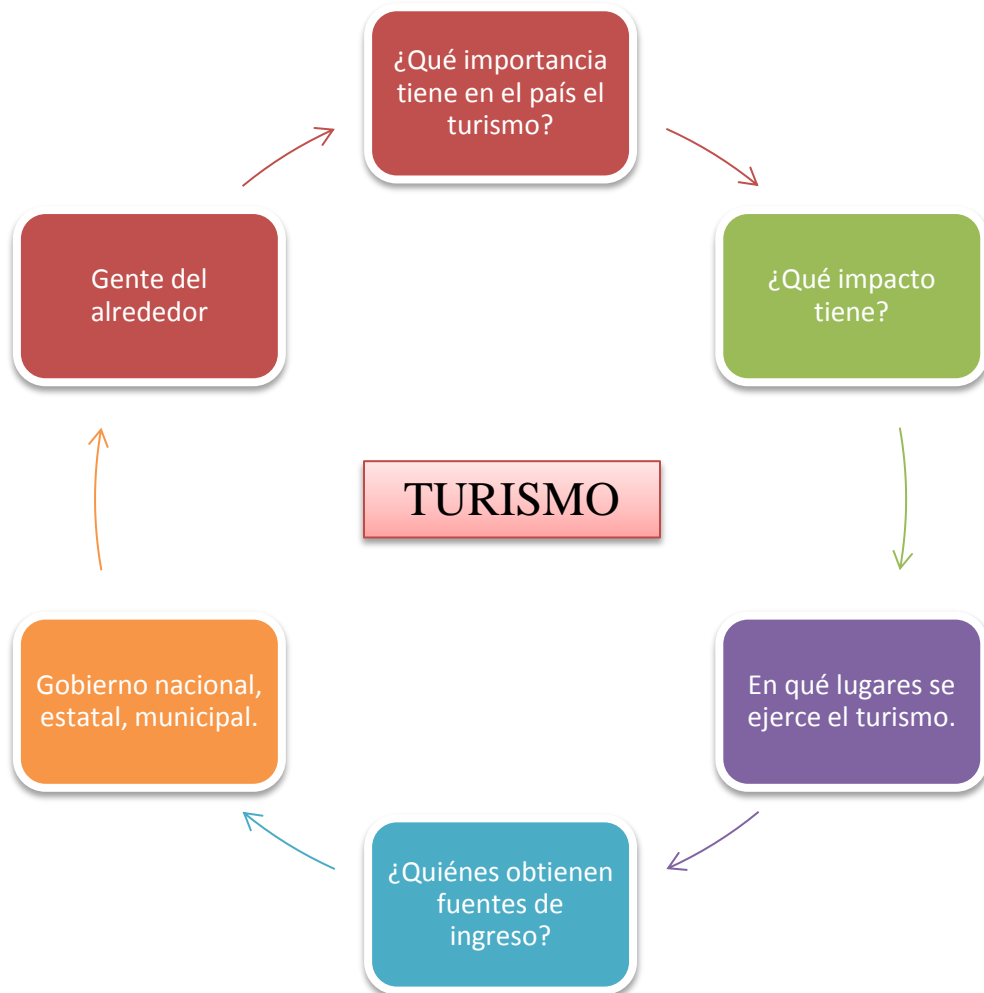 ¿Qué importancia
tiene en el país el
turismo?
¿Qué impacto
tiene?
En qué lugares se
ejerce el turismo.
¿Quiénes obtienen
fuentes de
ingreso?
Gobierno nacional,
estatal, municipal.
Gente del
alrededor
TURISMO